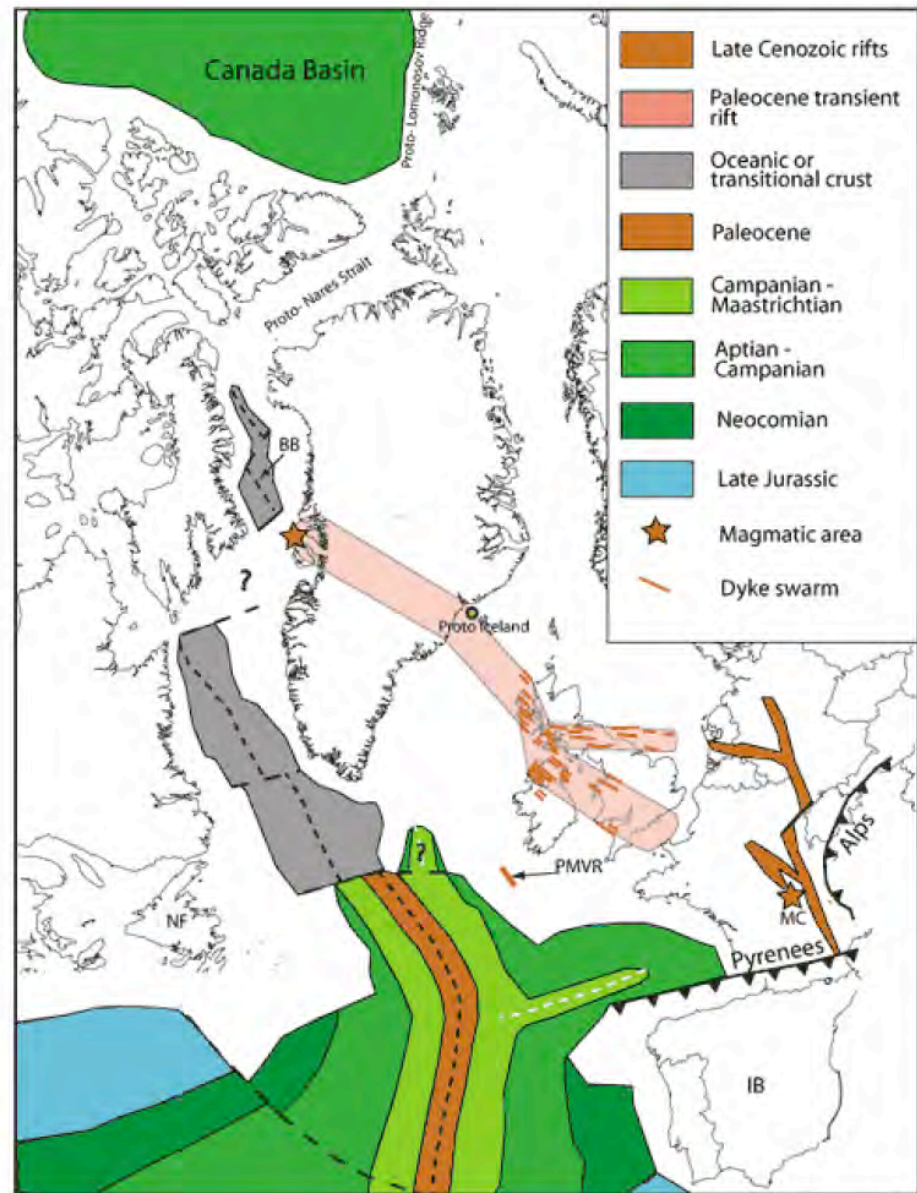 Canada Basin
Proto- Lomonosov Ridge
Proto- Nares Strait
BB
?
Proto Iceland
?
PMVR
NF
Alps
MC
Pyrenees
IB
Late Cenozoic rifts
Paleocene transient
rift
Oceanic or
transitional crust
Paleocene
Campanian -
Maastrichtian
Aptian -
Campanian
Neocomian
Late Jurassic
Magmatic area
Dyke swarm